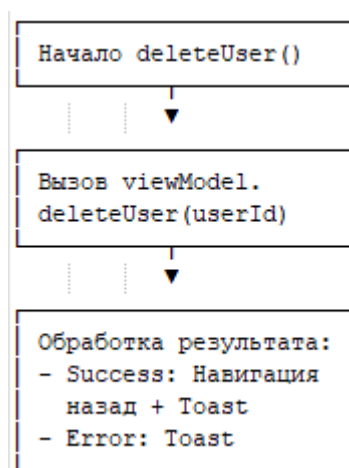 Начало deleteUser()
Вызов viewModel.
deleteUser(userId)
Обработка результата:
- Success: Навигация
назад + Toast
- Error: Toast